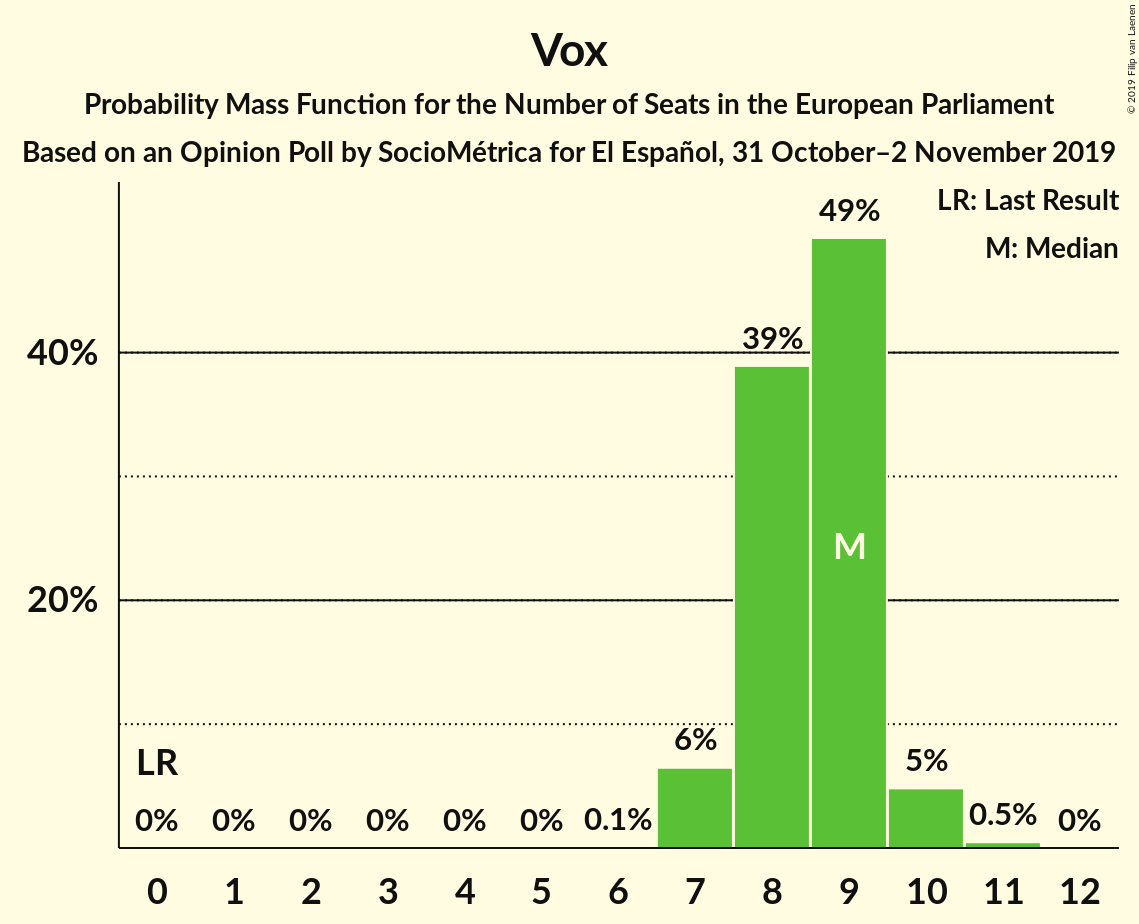 Vox
Probability Mass Function for the Number of Seats in the European Parliament
Based on an Opinion Poll by SocioMétrica for El Español, 31 October–2 November 2019
© 2019 Filip van Laenen
LR: Last Result
M: Median
49%
39%
40%
M
20%
6%
5%
LR
0% 0% 0% 0% 0% 0% 0.1% 0.5% 0%
0 1 2 3 4 5 6 7 8 9 10 11 12